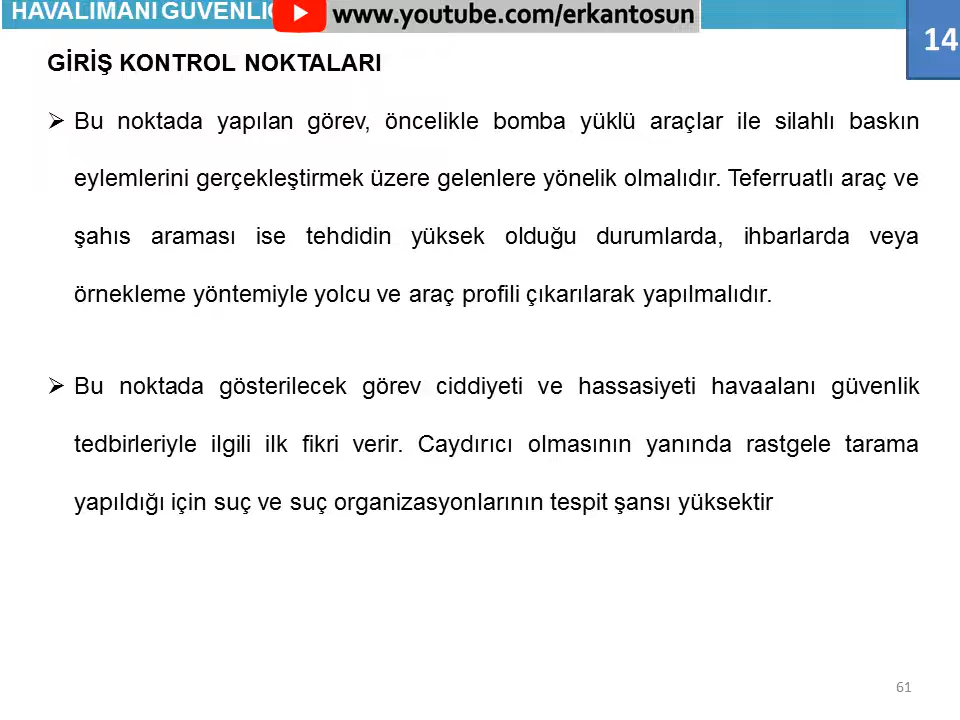 HAVALİMANI GÜVENLİĞ
www.youtube.com/erkantosun
14
GİRİŞ KONTROL NOKTALARI
➢ Bu noktada yapılan görev, öncelikle bomba yüklü araçlar ile silahlı baskın
eylemlerini gerçekleştirmek üzere gelenlere yönelik olmalıdır. Teferruatlı araç ve
şahıs araması ise tehdidin yüksek olduğu durumlarda, ihbarlarda veya
örnekleme yöntemiyle yolcu ve araç profili çıkarılarak yapılmalıdır.
➢ Bu noktada gösterilecek görev ciddiyeti ve hassasiyeti havaalanı güvenlik
tedbirleriyle ilgili ilk fikri verir. Caydırıcı olmasının yanında rastgele tarama
yapıldığı için suç ve suç organizasyonlarının tespit şansı yüksektir
61